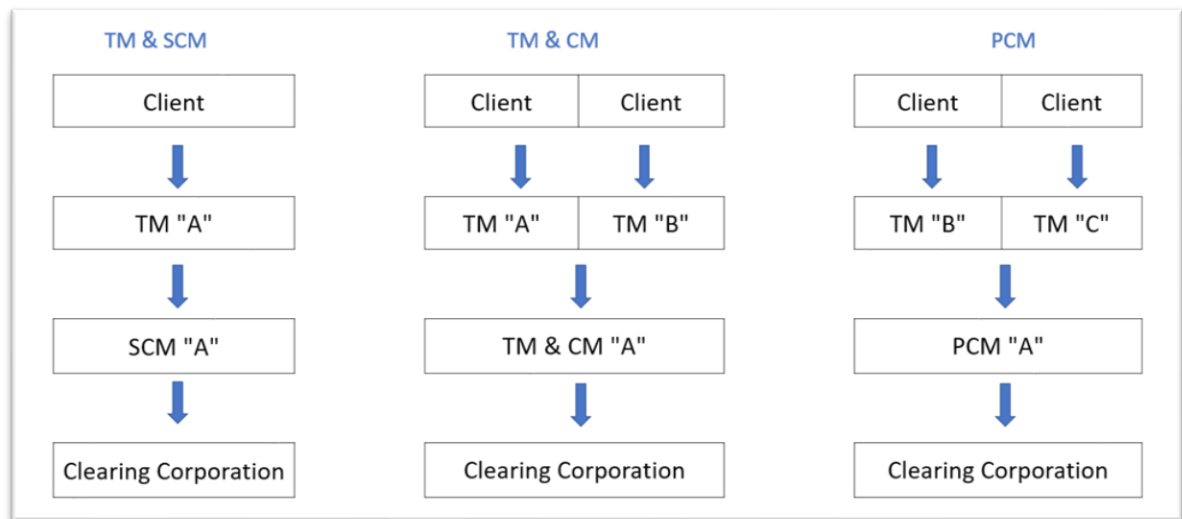 TM & SCM
Client
TM "A"
SCM "A"
Clearing Corporation
TM & CM
Client Client
TM "A" TM "B"
TM & CM "A"
Clearing Corporation
PCM
Client Client
TM "B" TM "C"
PCM "A"
Clearing Corporation